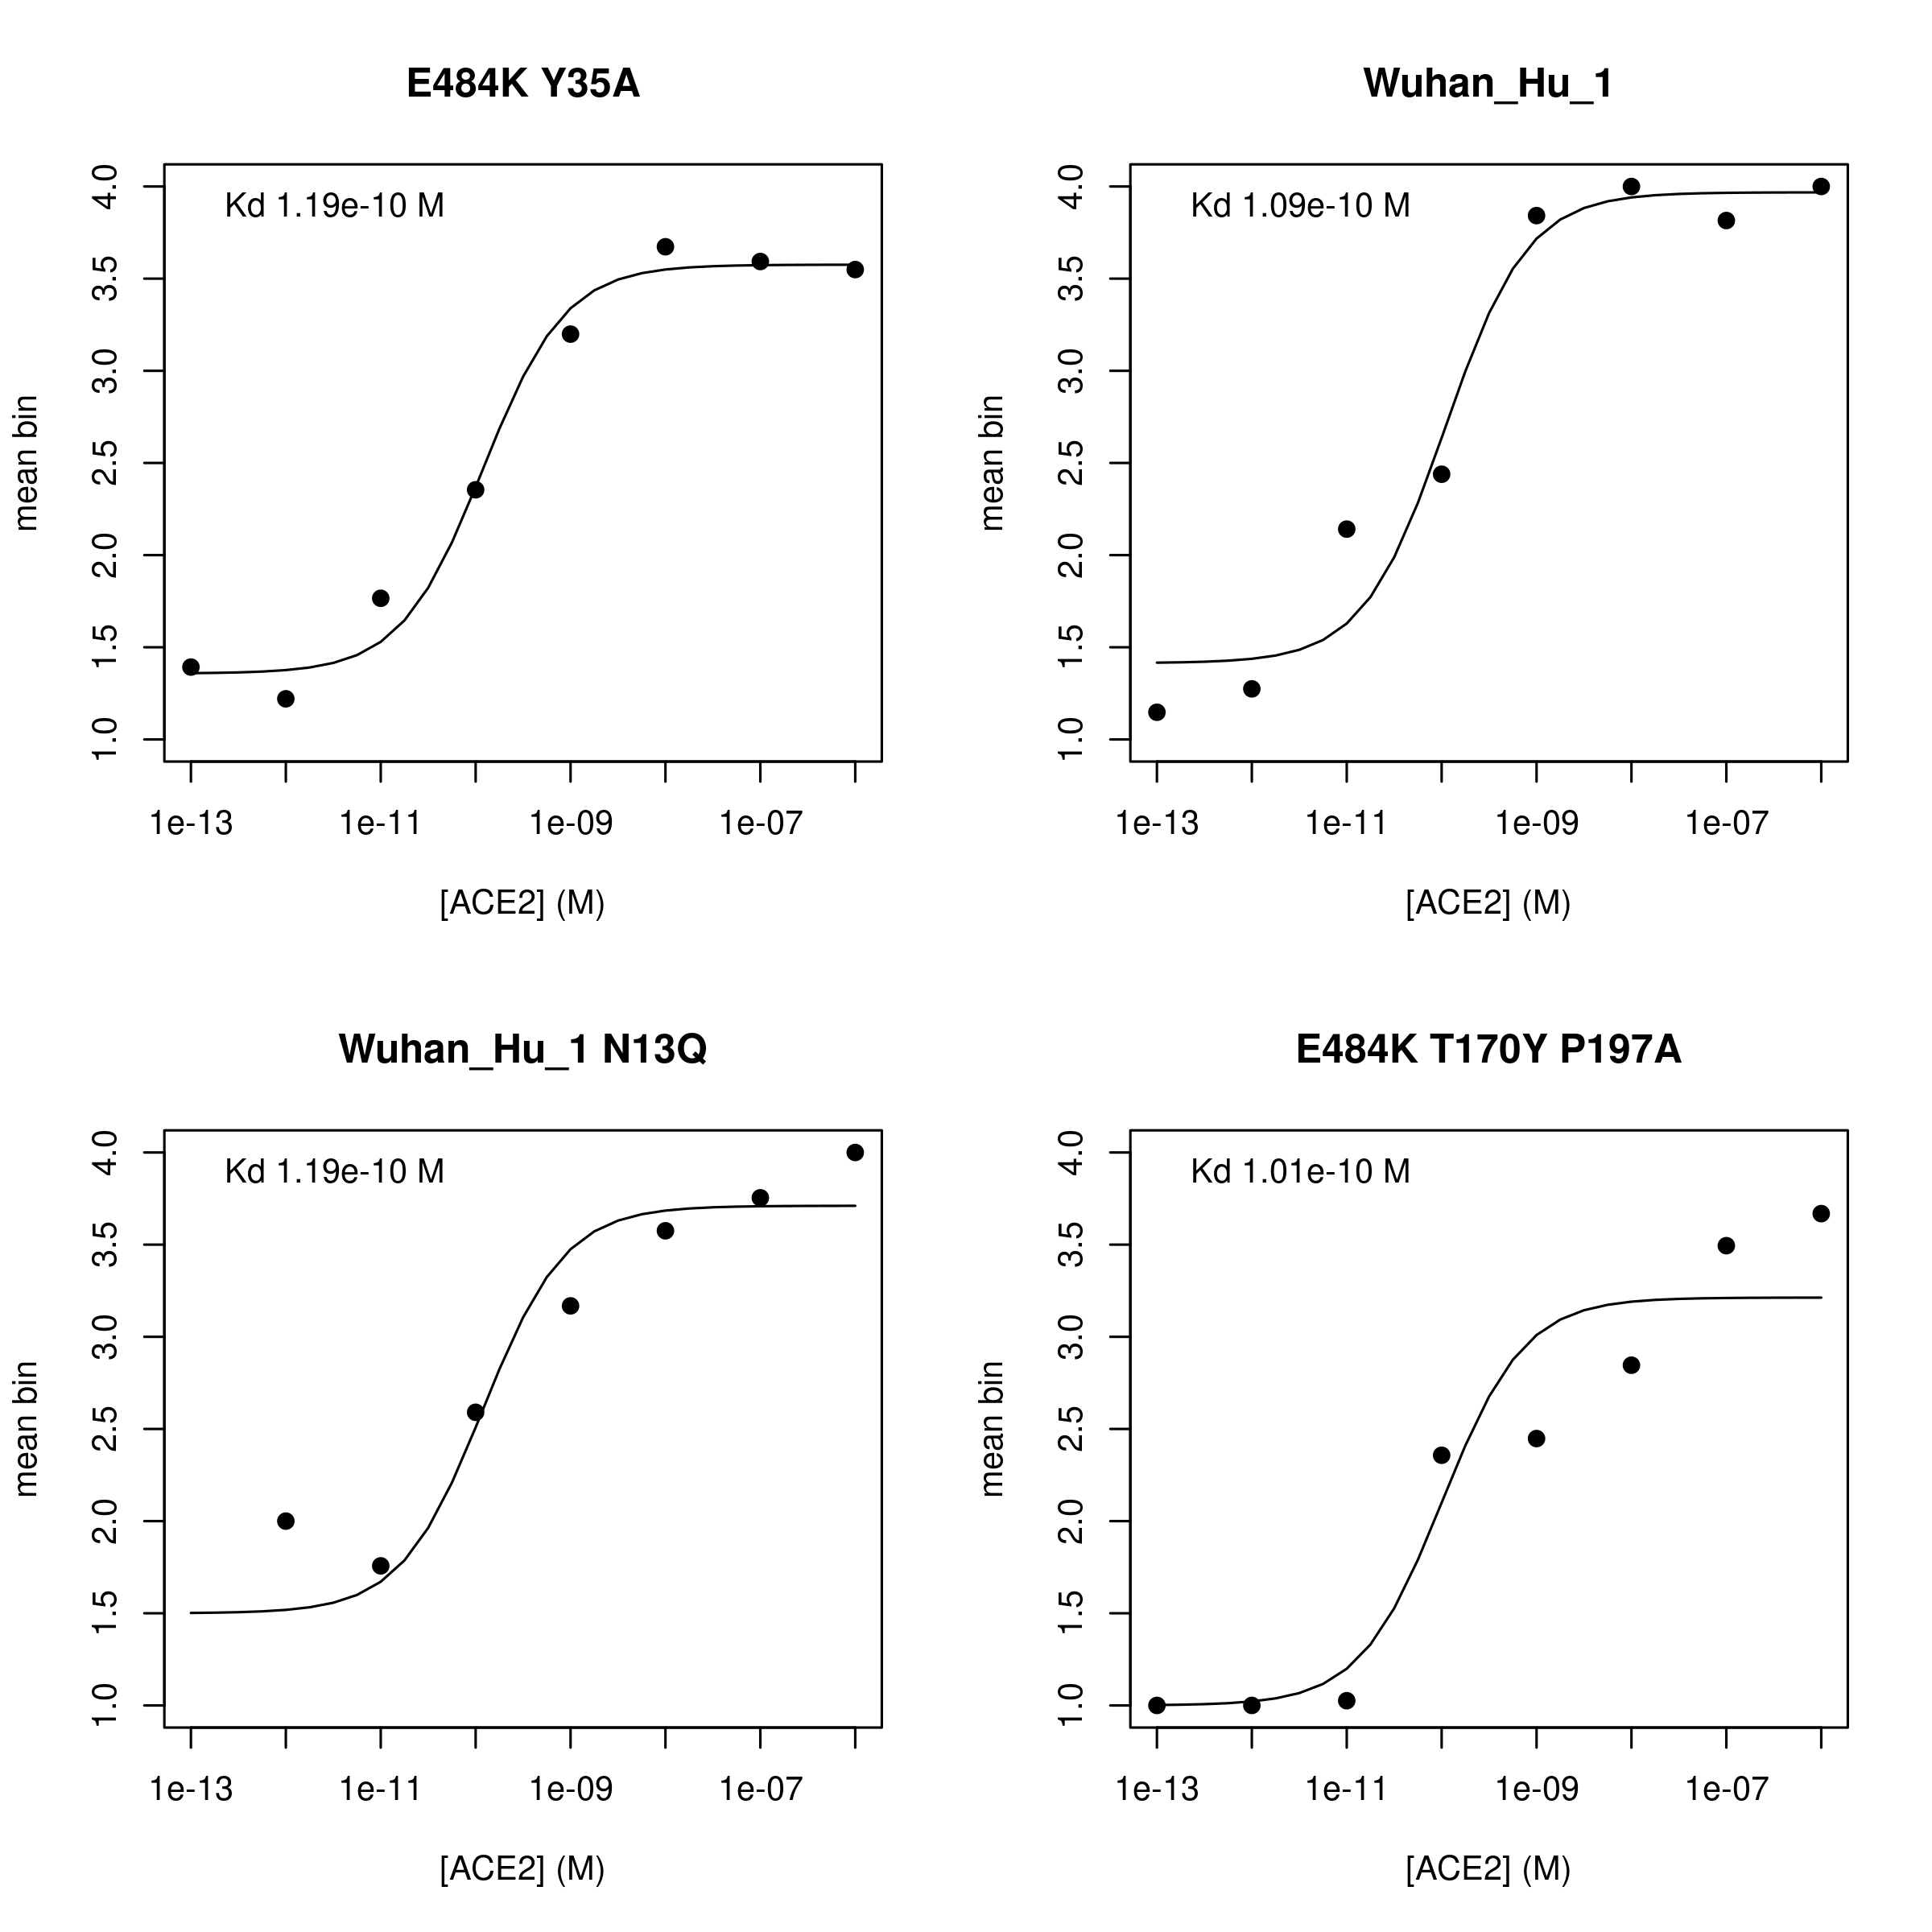 E484K Y35A
Kd 1.19e-10 M
mean bin
4.0
3.5
3.0
2.5
2.0
1.5
1.0
1e-13 1e-11 1e-09 1e-07
[ACE2] (M)
Wuhan_Hu_1
Kd 1.09e-10 M
mean bin
4.0
3.5
3.0
2.5
2.0
1.5
1.0
1e-13 1e-11 1e-09 1e-07
[ACE2] (M)
Wuhan_Hu_1 N13Q
Kd 1.19e-10 M
mean bin
4.0
3.5
3.0
2.5
2.0
1.5
1.0
1e-13 1e-11 1e-09 1e-07
[ACE2] (M)
E484K T170Y P197A
Kd 1.01e-10 M
mean bin
4.0
3.5
3.0
2.5
2.0
1.5
1.0
1e-13 1e-11 1e-09 1e-07
[ACE2] (M)